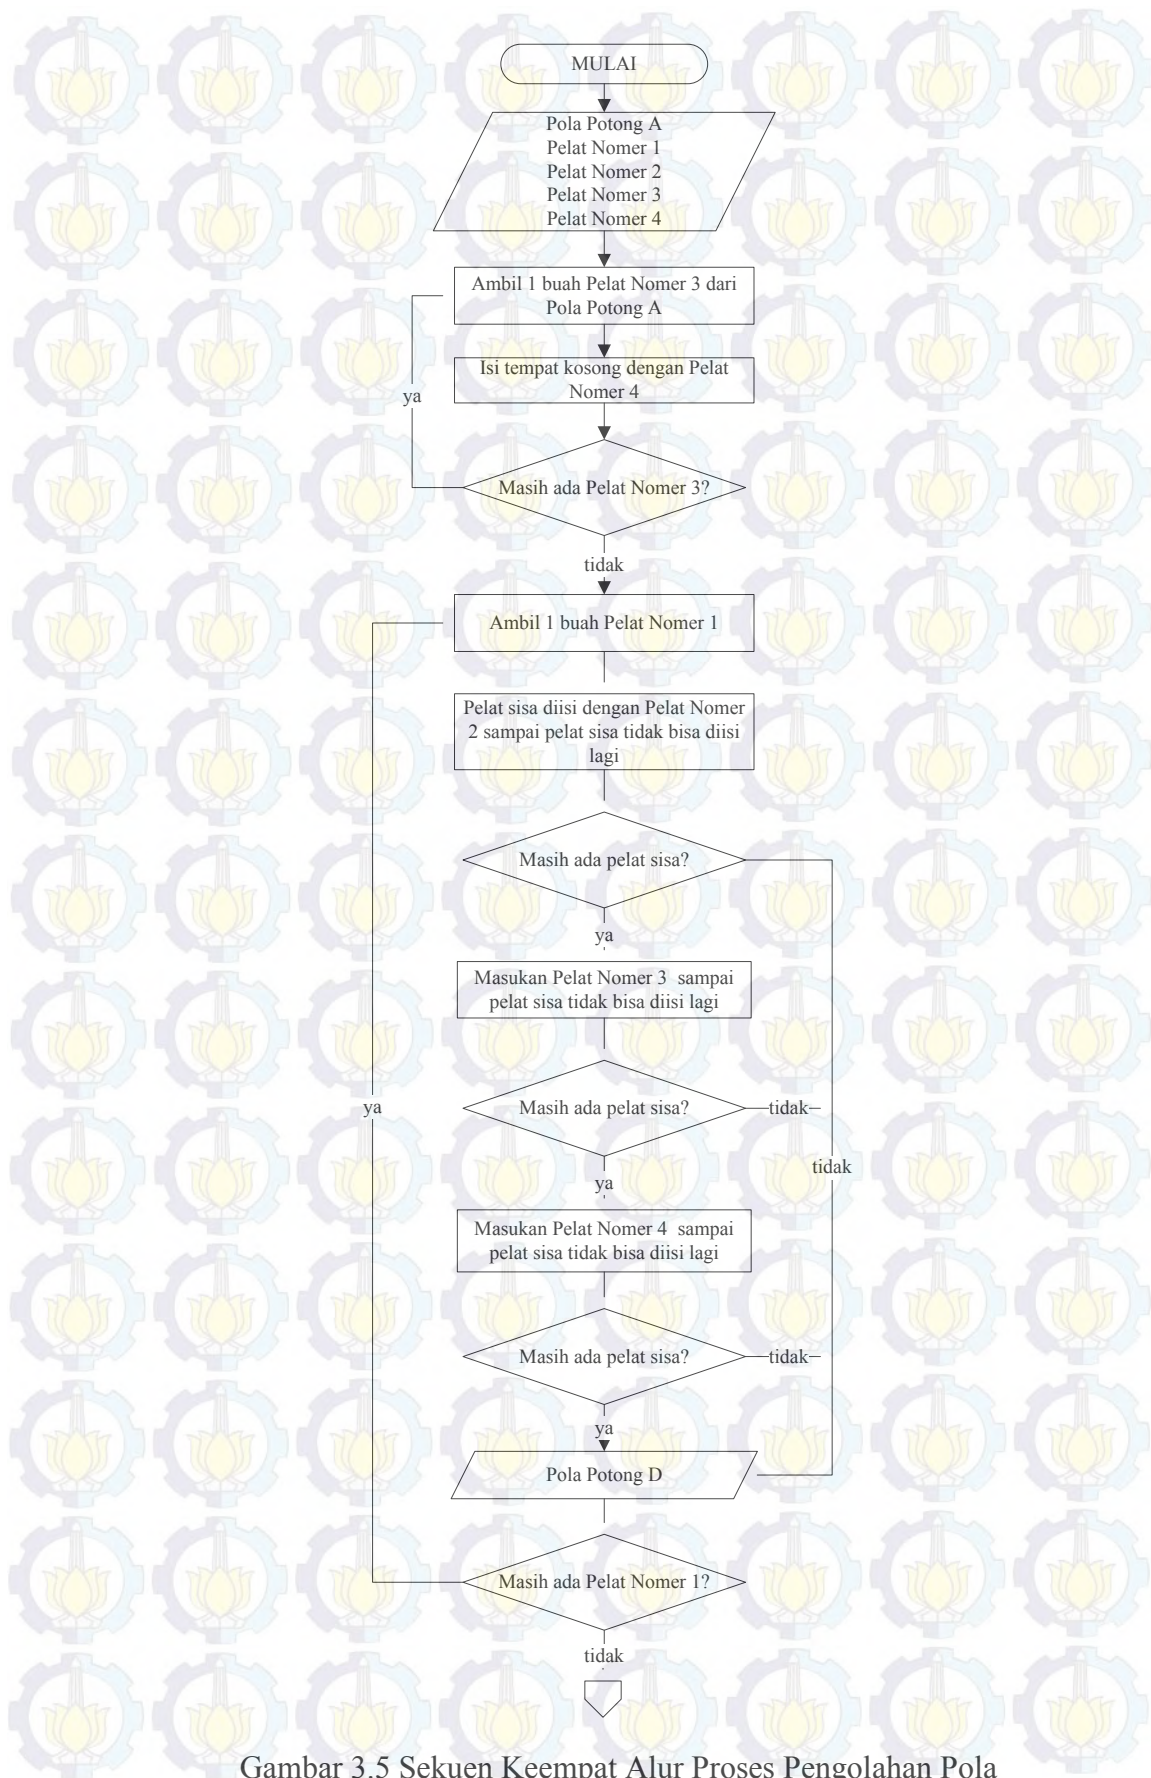 MULAI
Pola Potong A
Pelat Nomer 1
Pelat Nomer 2
Pelat Nomer 3
Pelat Nomer 4
Ambil 1 buah Pelat Nomer 3 dari
Pola Potong A
Isi tempat kosong dengan Pelat
Nomer 4
ya
Masih ada Pelat Nomer 3?
tidak
Ambil 1 buah Pelat Nomer 1
Pelat sisa diisi dengan Pelat Nomer
2 sampai pelat sisa tidak bisa diisi
lagi
Masih ada pelat sisa?
ya
Masukan Pelat Nomer 3 sampai
pelat sisa tidak bisa diisi lagi
Masih ada pelat sisa?
tidak
ya
tidak
ya
Masukan Pelat Nomer 4 sampai
pelat sisa tidak bisa diisi lagi
Masih ada pelat sisa?
tidak
ya
Pola Potong D
Masih ada Pelat Nomer 1?
tidak
Gambar 3.5 Sekuen Keempat Alur Proses Pengolahan Pola